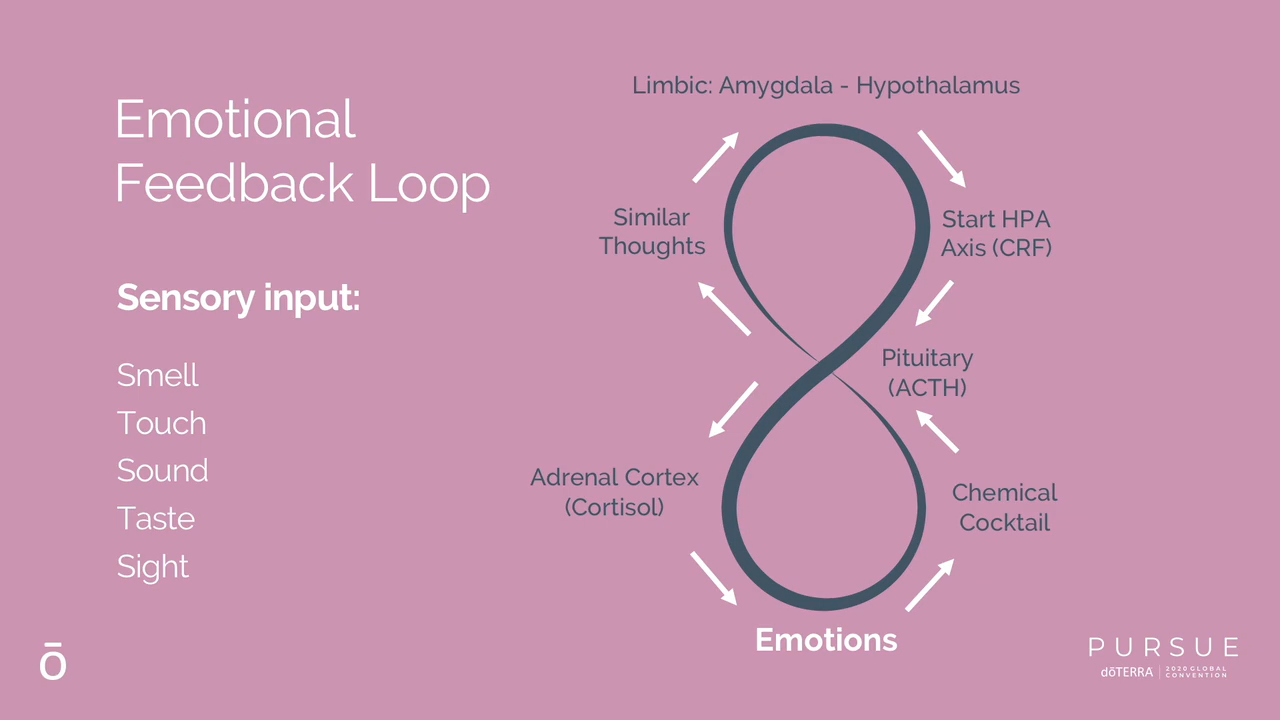 Emotional
Feedback Loop
Sensory input:
Smell
Touch
Sound
Taste
Sight
Limbic: Amygdala - Hypothalamus
Similar
Thoughts
Start HPA
Axis (CRF)
Pituitary
(ACTH)
Adrenal Cortex
(Cortisol)
Chemical
Cocktail
Emotions
ō
PURSUE
dōTERRA
2020 GLOBAL
CONVENTION